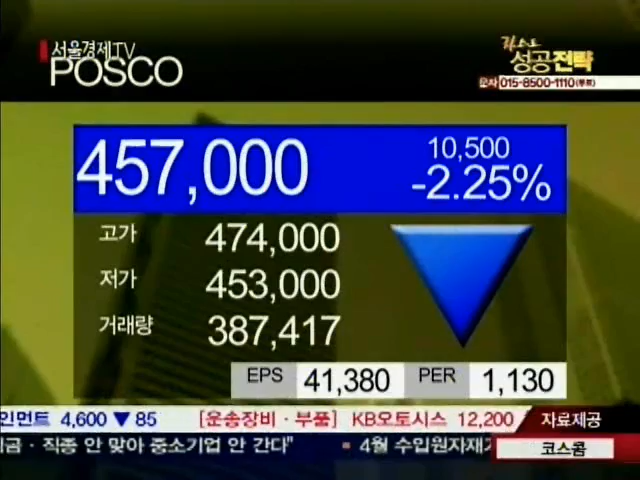 서울경제TV
POSCO
성공전략
015-8500-1110(무료)
457,000
10,500
-2.25%
고가 474,000
저가 453,000
거래량 387,417
EPS 41,380 PER 1,130
인먼트 4,600 ▼ 85 [운송장비 · 부품] KB오토시스 12,200 자료제공
금 · 직종 안 맞아 중소기업 안 간다" ▪ 4월 수입원자재가 코스콤